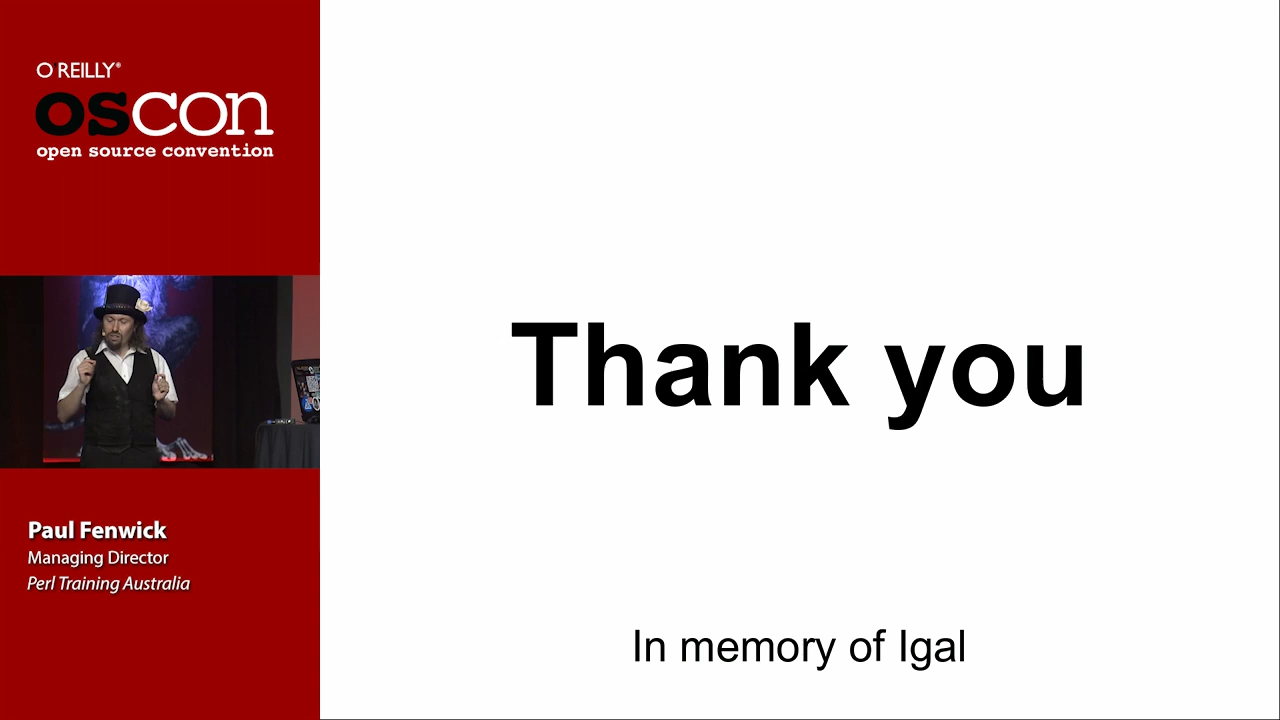 O REILLY®
oscon
open source convention
Paul Fenwick
Managing Director
Perl Training Australia
Thank you
In memory of Igal